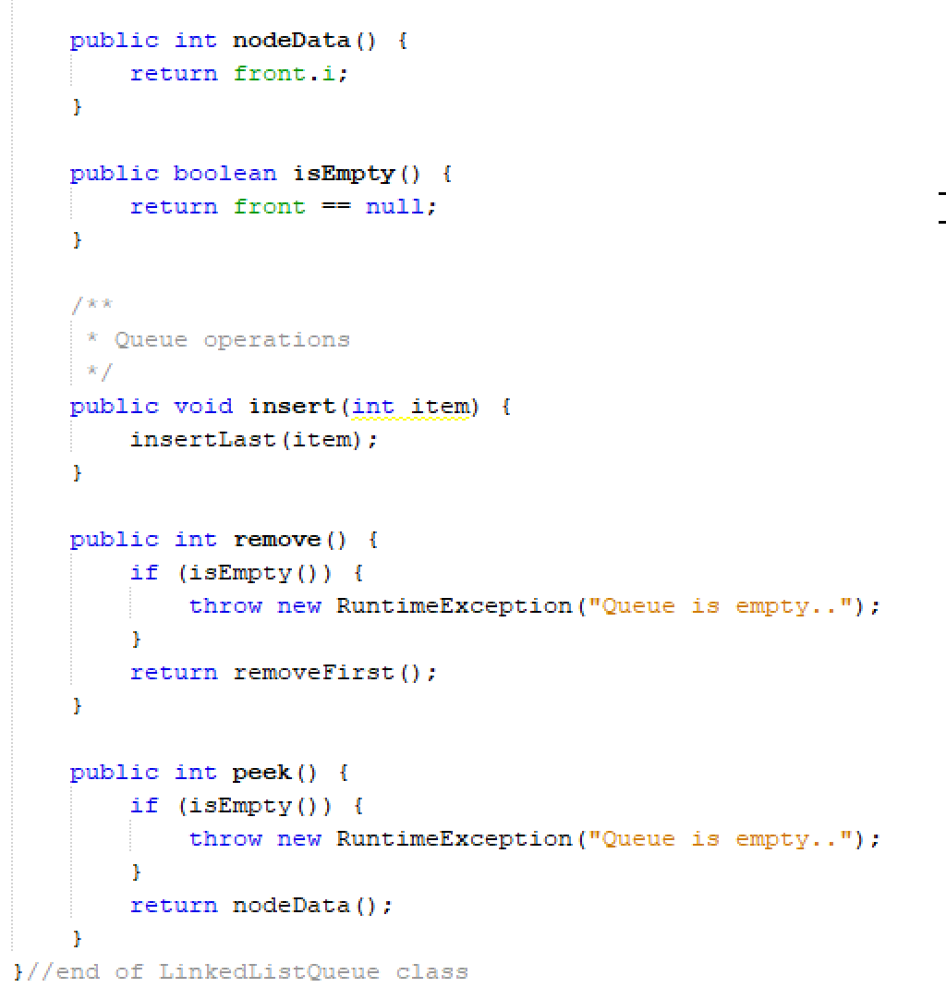 public int nodeData() {
return front.i;
}
public boolean isEmpty() {
return front == null;
}
/**
* Queue operations
*/
public void insert(int item) {
insertLast(item);
}
public int remove() {
if (isEmpty()) {
throw new RuntimeException("Queue is empty..");
}
return removeFirst();
}
public int peek() {
if (isEmpty()) {
throw new RuntimeException("Queue is empty..");
}
return nodeData();
}
}//end of LinkedListQueue class